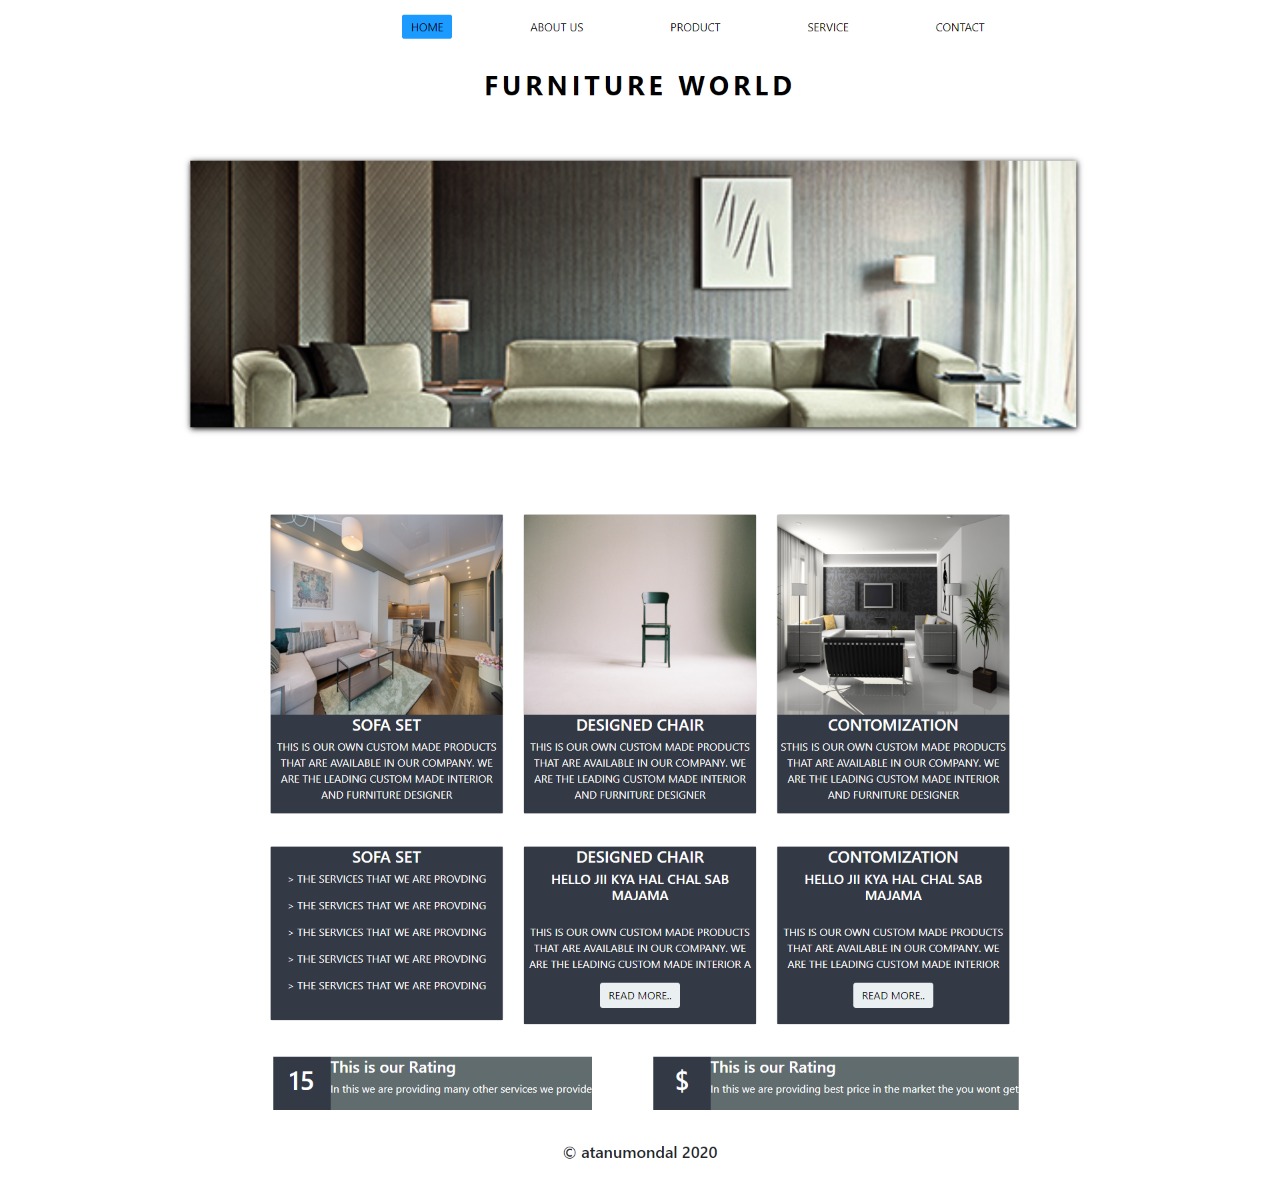 HOME
ABOUT US
PRODUCT
SERVICE
CONTACT
FURNITURE WORLD
SOFA SET
THIS IS OUR OWN CUSTOM MADE PRODUCTS
THAT ARE AVAILABLE IN OUR COMPANY. WE
ARE THE LEADING CUSTOM MADE INTERIOR
AND FURNITURE DESIGNER
DESIGNED CHAIR
THIS IS OUR OWN CUSTOM MADE PRODUCTS
THAT ARE AVAILABLE IN OUR COMPANY. WE
ARE THE LEADING CUSTOM MADE INTERIOR
AND FURNITURE DESIGNER
CONTOMIZATION
STHIS IS OUR OWN CUSTOM MADE PRODUCTS
THAT ARE AVAILABLE IN OUR COMPANY. WE
ARE THE LEADING CUSTOM MADE INTERIOR
AND FURNITURE DESIGNER
SOFA SET
> THE SERVICES THAT WE ARE PROVDING
> THE SERVICES THAT WE ARE PROVDING
> THE SERVICES THAT WE ARE PROVDING
> THE SERVICES THAT WE ARE PROVDING
> THE SERVICES THAT WE ARE PROVDING
DESIGNED CHAIR
HELLO JII KYA HAL CHAL SAB
MAJAMA
THIS IS OUR OWN CUSTOM MADE PRODUCTS
THAT ARE AVAILABLE IN OUR COMPANY. WE
ARE THE LEADING CUSTOM MADE INTERIOR A
READ MORE..
CONTOMIZATION
HELLO JII KYA HAL CHAL SAB
MAJAMA
THIS IS OUR OWN CUSTOM MADE PRODUCTS
THAT ARE AVAILABLE IN OUR COMPANY. WE
ARE THE LEADING CUSTOM MADE INTERIOR
READ MORE..
15
This is our Rating
In this we are providing many other services we provide
$
This is our Rating
In this we are providing best price in the market the you wont get
© atanumondal 2020